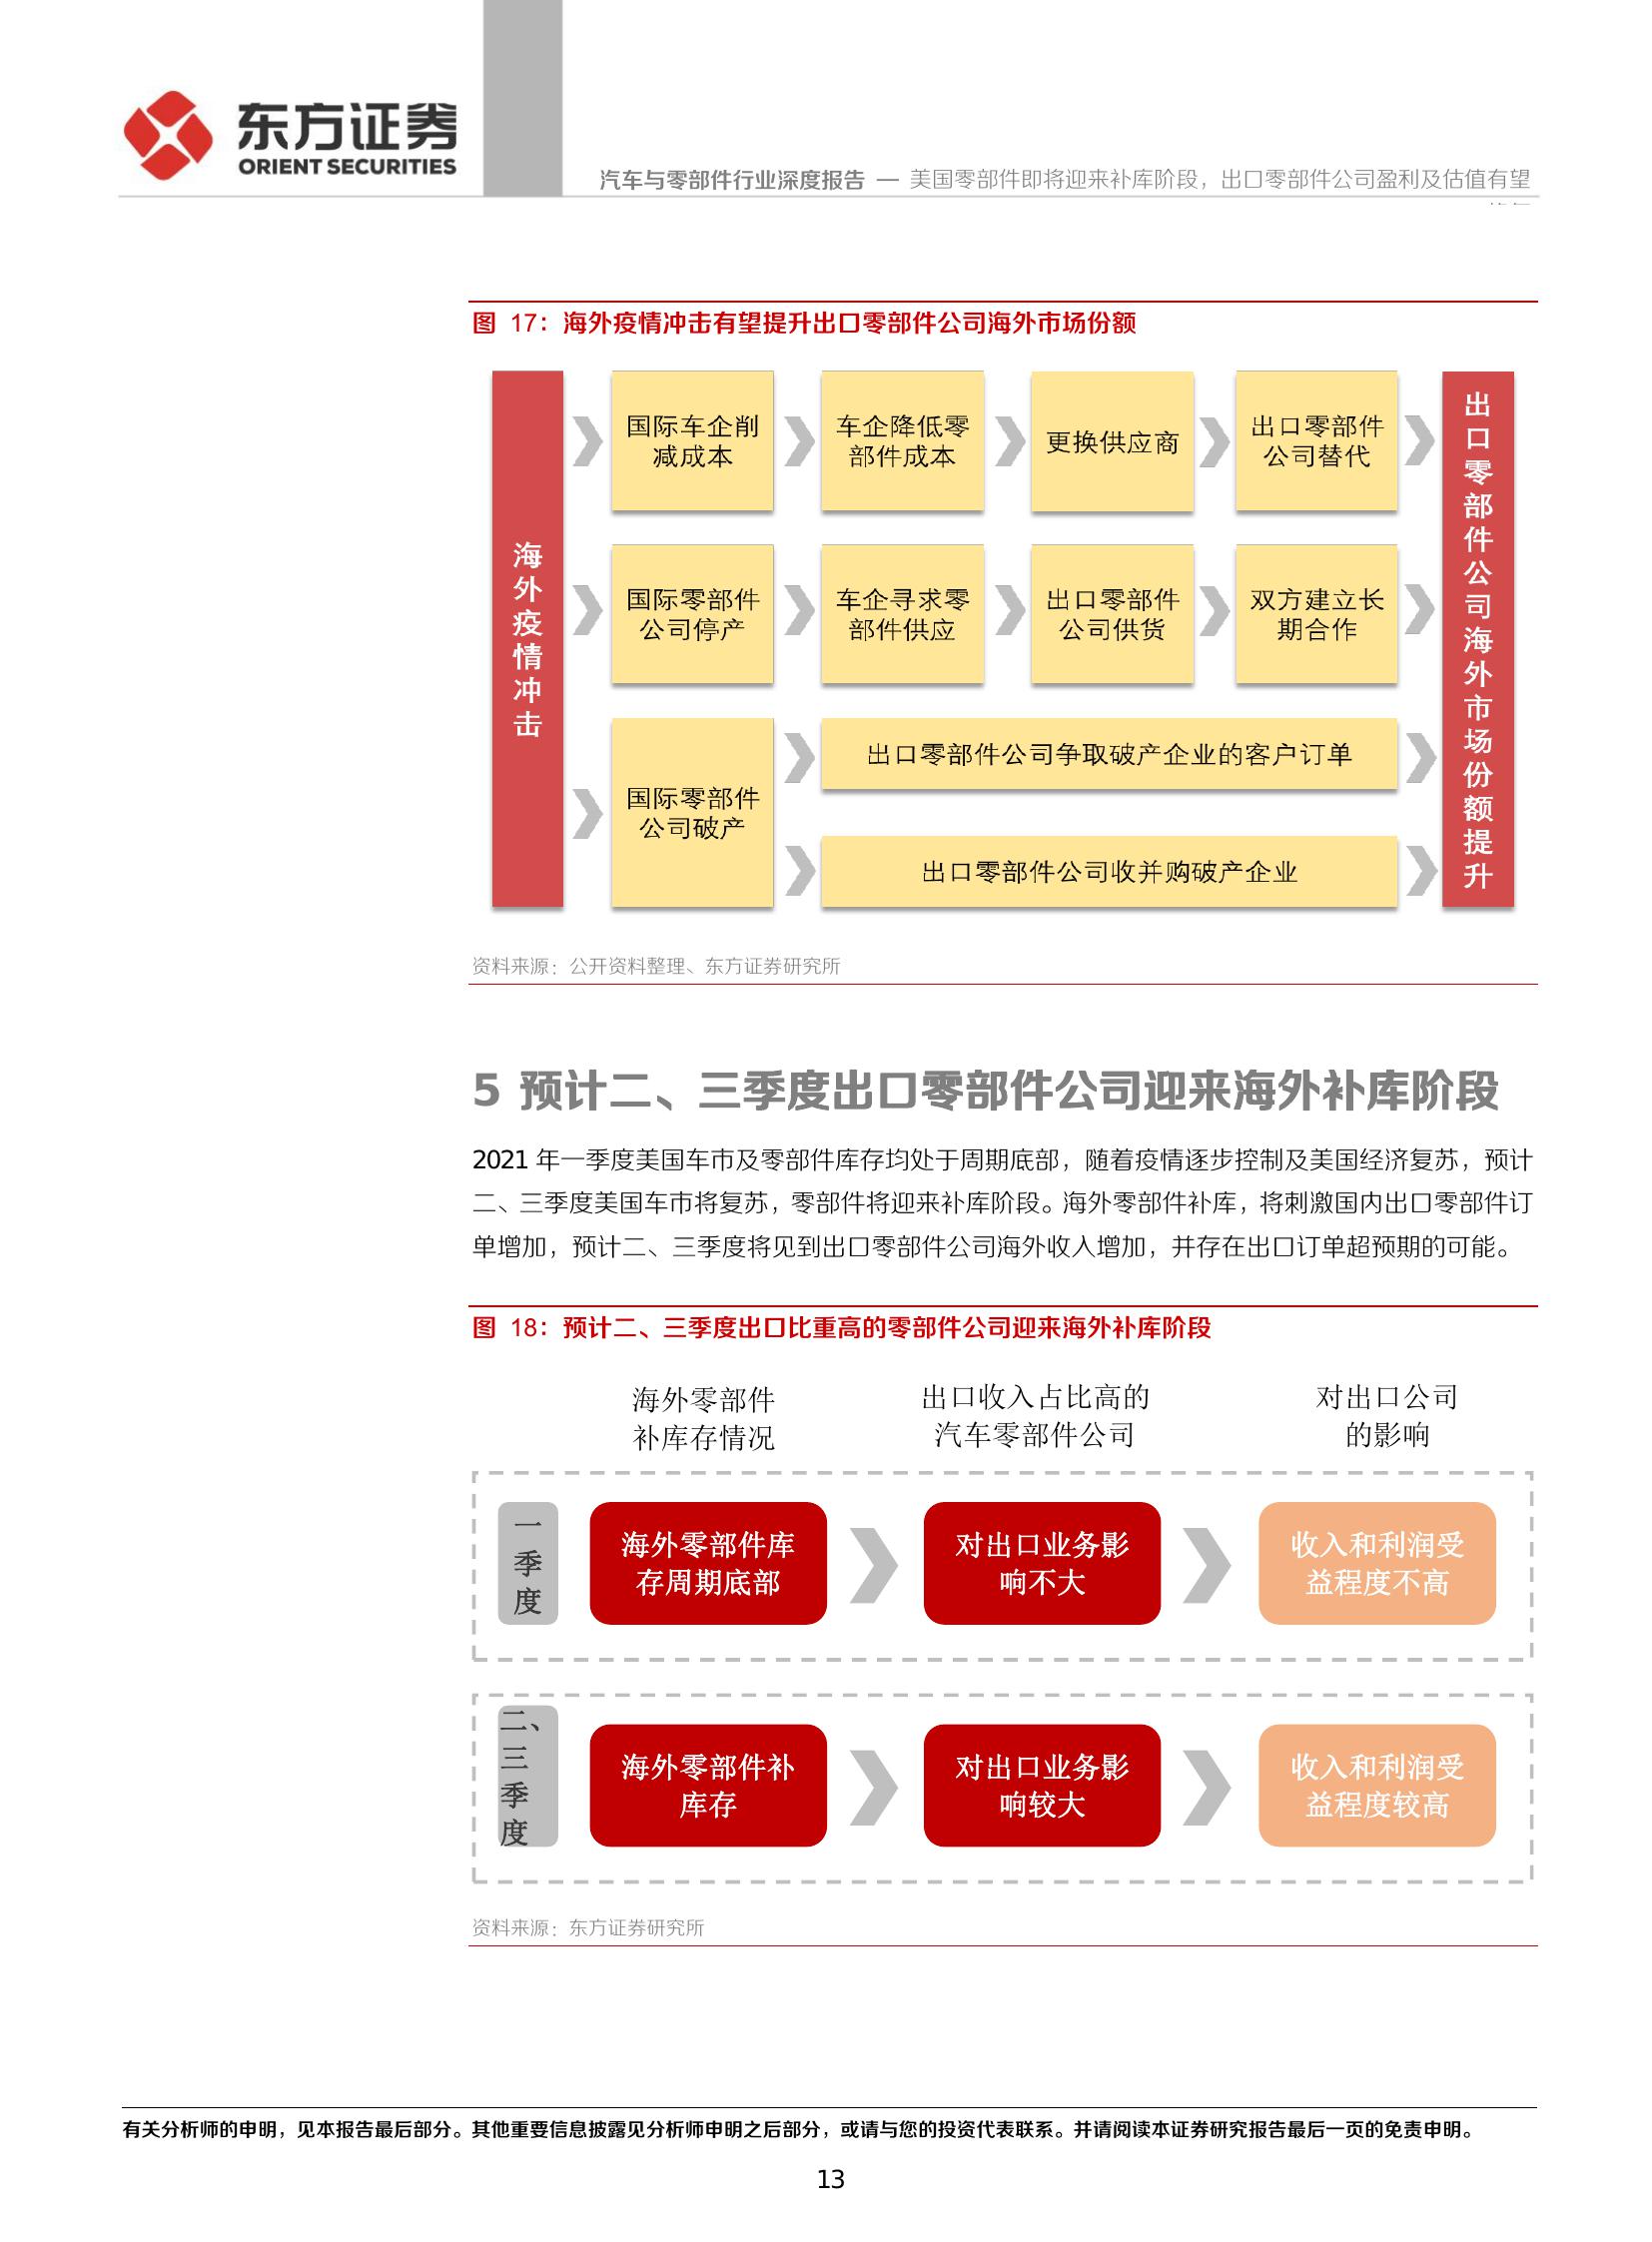 东方证券
ORIENT SECURITIES
汽车与零部件行业深度报告 — 美国零部件即将迎来补库阶段，出口零部件公司盈利及估值有望
图 17：海外疫情冲击有望提升出口零部件公司海外市场份额
海外疫情冲击
国际车企削
减成本
车企降低零
部件成本
更换供应商
出口零部件
公司替代
国际零部件
公司停产
车企寻求零
部件供应
出口零部件
公司供货
双方建立长
期合作
国际零部件
公司破产
出口零部件公司争取破产企业的客户订单
出口零部件公司收并购破产企业
出口零部件公司海外市场份额提升
资料来源：公开资料整理、东方证券研究所
5 预计二、三季度出口零部件公司迎来海外补库阶段
2021 年一季度美国车市及零部件库存均处于周期底部，随着疫情逐步控制及美国经济复苏，预计
二、三季度美国车市将复苏，零部件将迎来补库阶段。海外零部件补库，将刺激国内出口零部件订
单增加，预计二、三季度将见到出口零部件公司海外收入增加，并存在出口订单超预期的可能。
图 18：预计二、三季度出口比重高的零部件公司迎来海外补库阶段
海外零部件
补库存情况
出口收入占比高的
汽车零部件公司
对出口公司
的影响
一季度
海外零部件库
存周期底部
对出口业务影
响不大
收入和利润受
益程度不高
二、三季度
海外零部件补
库存
对出口业务影
响较大
收入和利润受
益程度较高
资料来源：东方证券研究所
有关分析师的申明，见本报告最后部分。其他重要信息披露见分析师申明之后部分，或请与您的投资代表联系。并请阅读本证券研究报告最后一页的免责申明。
13